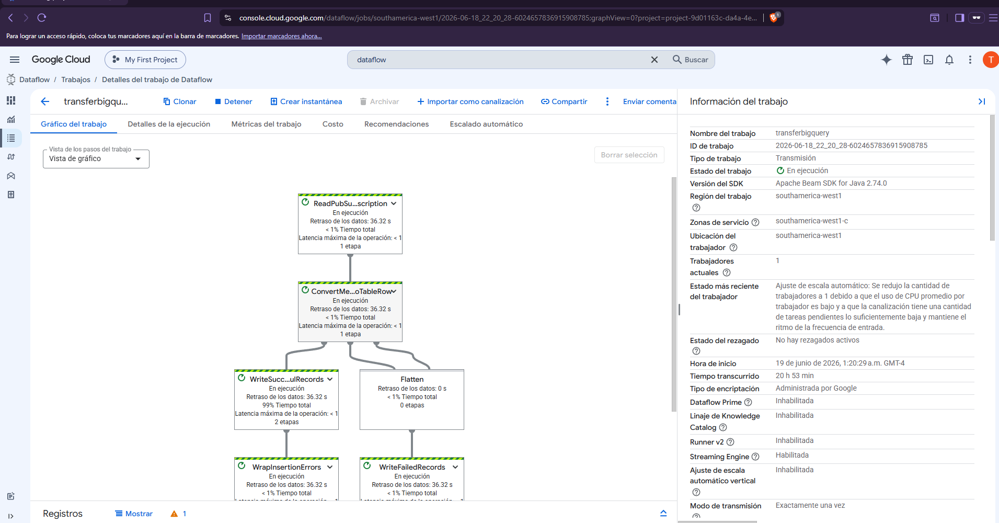 console.cloud.google.com/dataflow/jobs/southamerica-west1/2026-06-18_22_20_28-6024657836915908785;graphView=0?project=project-9d01163c-da4a-4e...
1
Para lograr un acceso rápido, coloca tus marcadores aquí en la barra de marcadores. Importar marcadores ahora...
Google Cloud
My First Project
dataflow
Buscar
T
Dataflow / Trabajos / Detalles del trabajo de Dataflow
transferbigqu...
Clonar
Detener
Crear instantánea
Archivar
Importar como canalización
Compartir
Enviar comenta
Gráfico del trabajo
Detalles de la ejecución
Métricas del trabajo
Costo
Recomendaciones
Escalado automático
Vista de los pasos del trabajo
Vista de gráfico
Borrar selección
ReadPubSu...scription
En ejecución
Retraso de los datos: 36.32 s
< 1% Tiempo total
Latencia máxima de la operación: < 1
1 etapa
ConvertMe...oTableRow
En ejecución
Retraso de los datos: 36.32 s
< 1% Tiempo total
Latencia máxima de la operación: < 1
1 etapa
WriteSucc...ulRecords
En ejecución
Retraso de los datos: 36.32 s
99% Tiempo total
Latencia máxima de la operación: < 1
2 etapas
Flatten
Retraso de los datos: 0 s
< 1% Tiempo total
0 etapas
WrapInsertionErrors
En ejecución
Retraso de los datos: 36.32 s
< 1% Tiempo total
WriteFailedRecords
En ejecución
Retraso de los datos: 36.32 s
< 1% Tiempo total
Registros
Mostrar
1
Información del trabajo
Nombre del trabajo
transferbigquery
ID de trabajo
2026-06-18_22_20_28-6024657836915908785
Tipo de trabajo
Transmisión
Estado del trabajo
En ejecución
Versión del SDK
Apache Beam SDK for Java 2.74.0
Región del trabajo
southamerica-west1
Zonas de servicio
southamerica-west1-c
Ubicación del
trabajador
southamerica-west1
Trabajadores
actuales
1
Estado más reciente
del trabajador
Ajuste de escala automático: Se redujo la cantidad de
trabajadores a 1 debido a que el uso de CPU promedio por
trabajador es bajo y a que la canalización tiene una cantidad
de tareas pendientes lo suficientemente baja y mantiene el
ritmo de la frecuencia de entrada.
Estado del rezagado
No hay rezagados activos
Hora de inicio
19 de junio de 2026, 1:20:29 a.m. GMT-4
Tiempo transcurrido
20 h 53 min
Tipo de encriptación
Administrada por Google
Dataflow Prime
Inhabilitada
Linaje de Knowledge
Catalog
Inhabilitada
Runner v2
Inhabilitada
Streaming Engine
Habilitada
Ajuste de escala
automático vertical
Inhabilitada
Modo de transmisión
Exactamente una vez